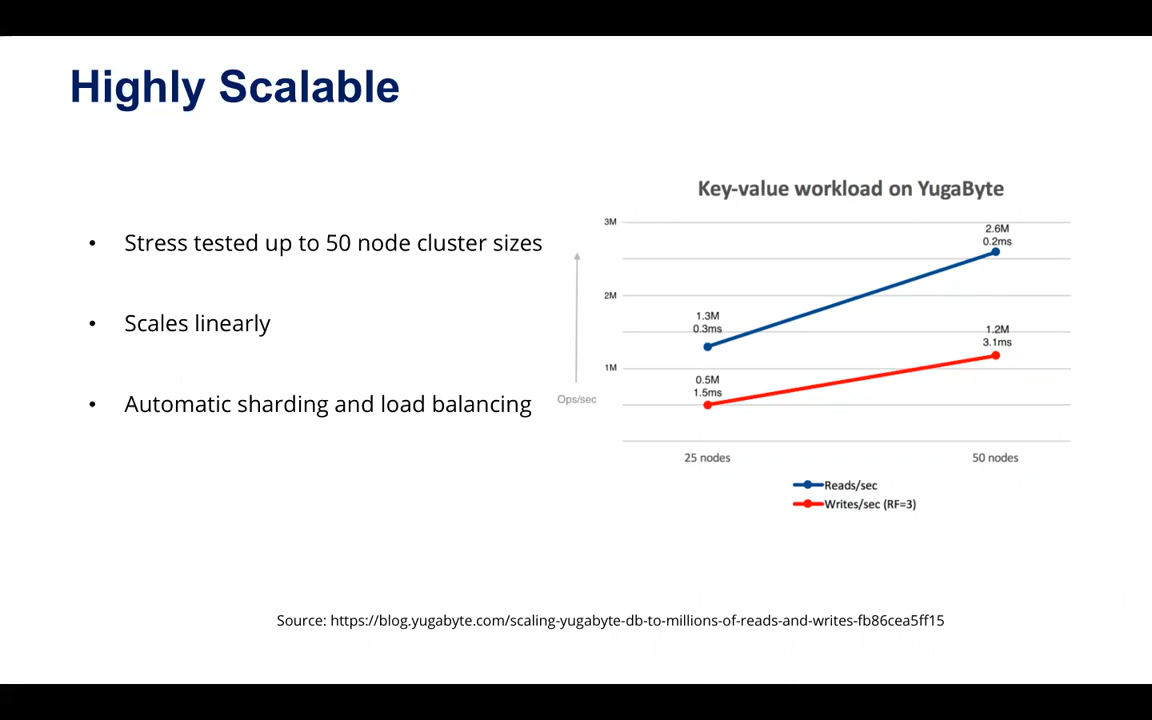 Highly Scalable
• Stress tested up to 50 node cluster sizes
• Scales linearly
• Automatic sharding and load balancing
Key-value workload on YugaByte
3M
2M
1M
Ops/sec
2.6M
0.2ms
1.3M
0.3ms
1.2M
3.1ms
0.5M
1.5ms
25 nodes
50 nodes
Reads/sec
Writes/sec (RF=3)
Source: https://blog.yugabyte.com/scaling-yugabyte-db-to-millions-of-reads-and-writes-fb86cea5ff15